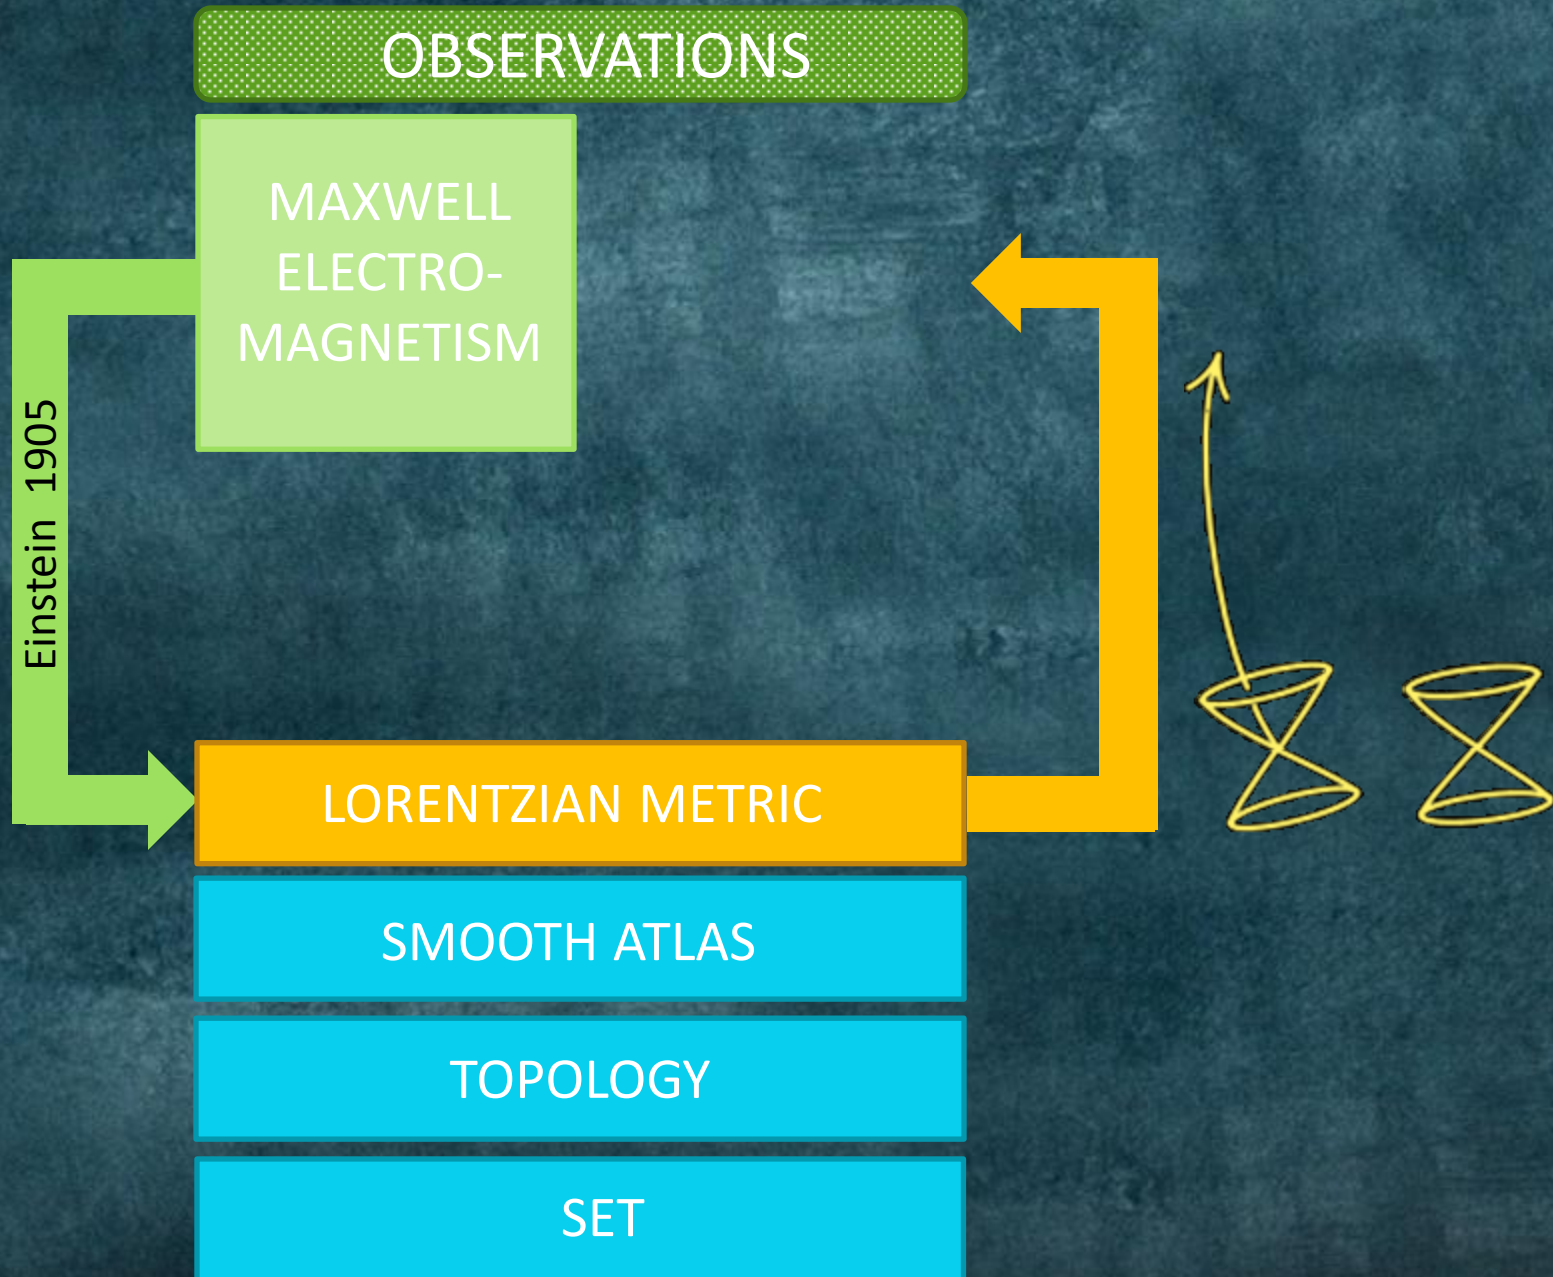 OBSERVATIONS
MAXWELL
ELECTRO-
MAGNETISM
Einstein 1905
LORENTZIAN METRIC
SMOOTH ATLAS
TOPOLOGY
SET